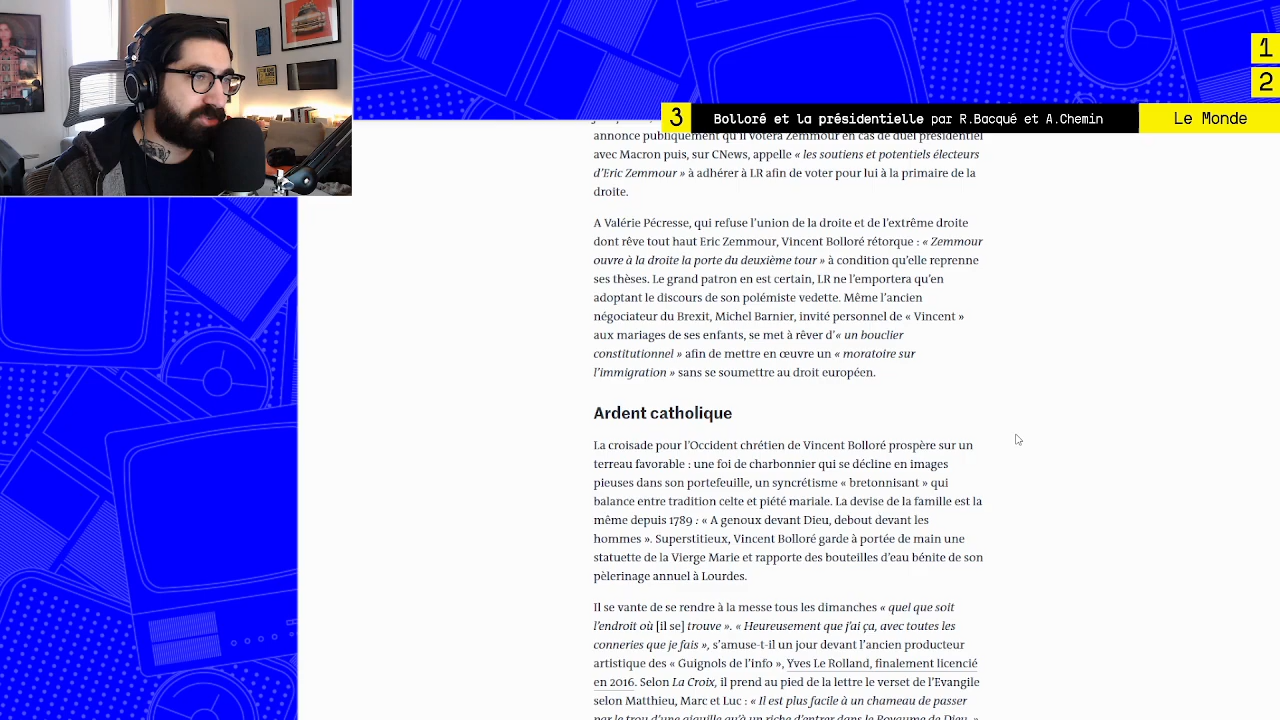 1
2
3 Bolloré et la présidentielle par R.Bacqué et A.Chemin Le Monde
annonce publiquement qu'il votera Zemmour en cas de duel présidentiel
avec Macron puis, sur CNews, appelle « les soutiens et potentiels électeurs
d'Eric Zemmour » à adhérer à LR afin de voter pour lui à la primaire de la
droite.
A Valérie Pécresse, qui refuse l'union de la droite et de l'extrême droite
dont rêve tout haut Eric Zemmour, Vincent Bolloré rétorque : « Zemmour
ouvre à la droite la porte du deuxième tour » à condition qu'elle reprenne
ses thèses. Le grand patron en est certain, LR ne l'emportera qu'en
adoptant le discours de son polémiste vedette. Même l'ancien
négociateur du Brexit, Michel Barnier, invité personnel de « Vincent »
aux mariages de ses enfants, se met à rêver d'« un bouclier
constitutionnel » afin de mettre en œuvre un « moratoire sur
l'immigration » sans se soumettre au droit européen.
Ardent catholique
La croisade pour l'Occident chrétien de Vincent Bolloré prospère sur un
terreau favorable : une foi de charbonnier qui se décline en images
pieuses dans son portefeuille, un syncrétisme « bretonnisant » qui
balance entre tradition celte et piété mariale. La devise de la famille est la
même depuis 1789 : « A genoux devant Dieu, debout devant les
hommes ». Superstitieux, Vincent Bolloré garde à portée de main une
statuette de la Vierge Marie et rapporte des bouteilles d'eau bénite de son
pèlerinage annuel à Lourdes.
Il se vante de se rendre à la messe tous les dimanches « quel que soit
l'endroit où [il se] trouve ». « Heureusement que j'ai ça, avec toutes les
conneries que je fais », s'amuse-t-il un jour devant l'ancien producteur
artistique des « Guignols de l'info », Yves Le Rolland, finalement licencié
en 2016. Selon La Croix, il prend au pied de la lettre le verset de l'Evangile
selon Matthieu, Marc et Luc : « Il est plus facile à un chameau de passer
par le trou d'une aiguille qu'à un riche d'entrer dans le Royaume de Dieu. »